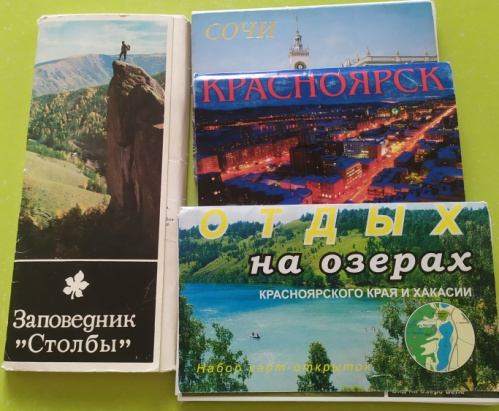 СОЧИ
КРАСНОЯРСК
ОТДЫХ
на озерах
КРАСНОЯРСКОГО КРАЯ И ХАКАСИИ
Набор карт-открыток
Заповедник
"Столбы"